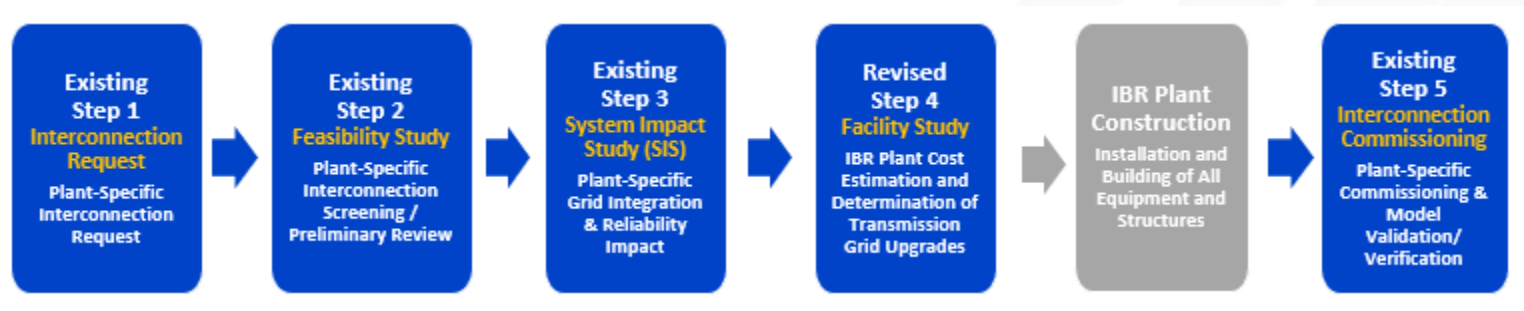 Existing
Step 1
Interconnection
Request
Plant-Specific
Interconnection
Request
Existing
Step 2
Feasibility Study
Plant-Specific
Interconnection
Screening /
Preliminary Review
Existing
Step 3
System Impact
Study (SIS)
Plant-Specific
Grid Integration
& Reliability
Impact
Revised
Step 4
Facility Study
IBR Plant Cost
Estimation and
Determination of
Transmission
Grid Upgrades
IBR Plant
Construction
Installation and
Building of All
Equipment and
Structures
Existing
Step 5
Interconnection
Commissioning
Plant-Specific
Commissioning &
Model
Validation/
Verification